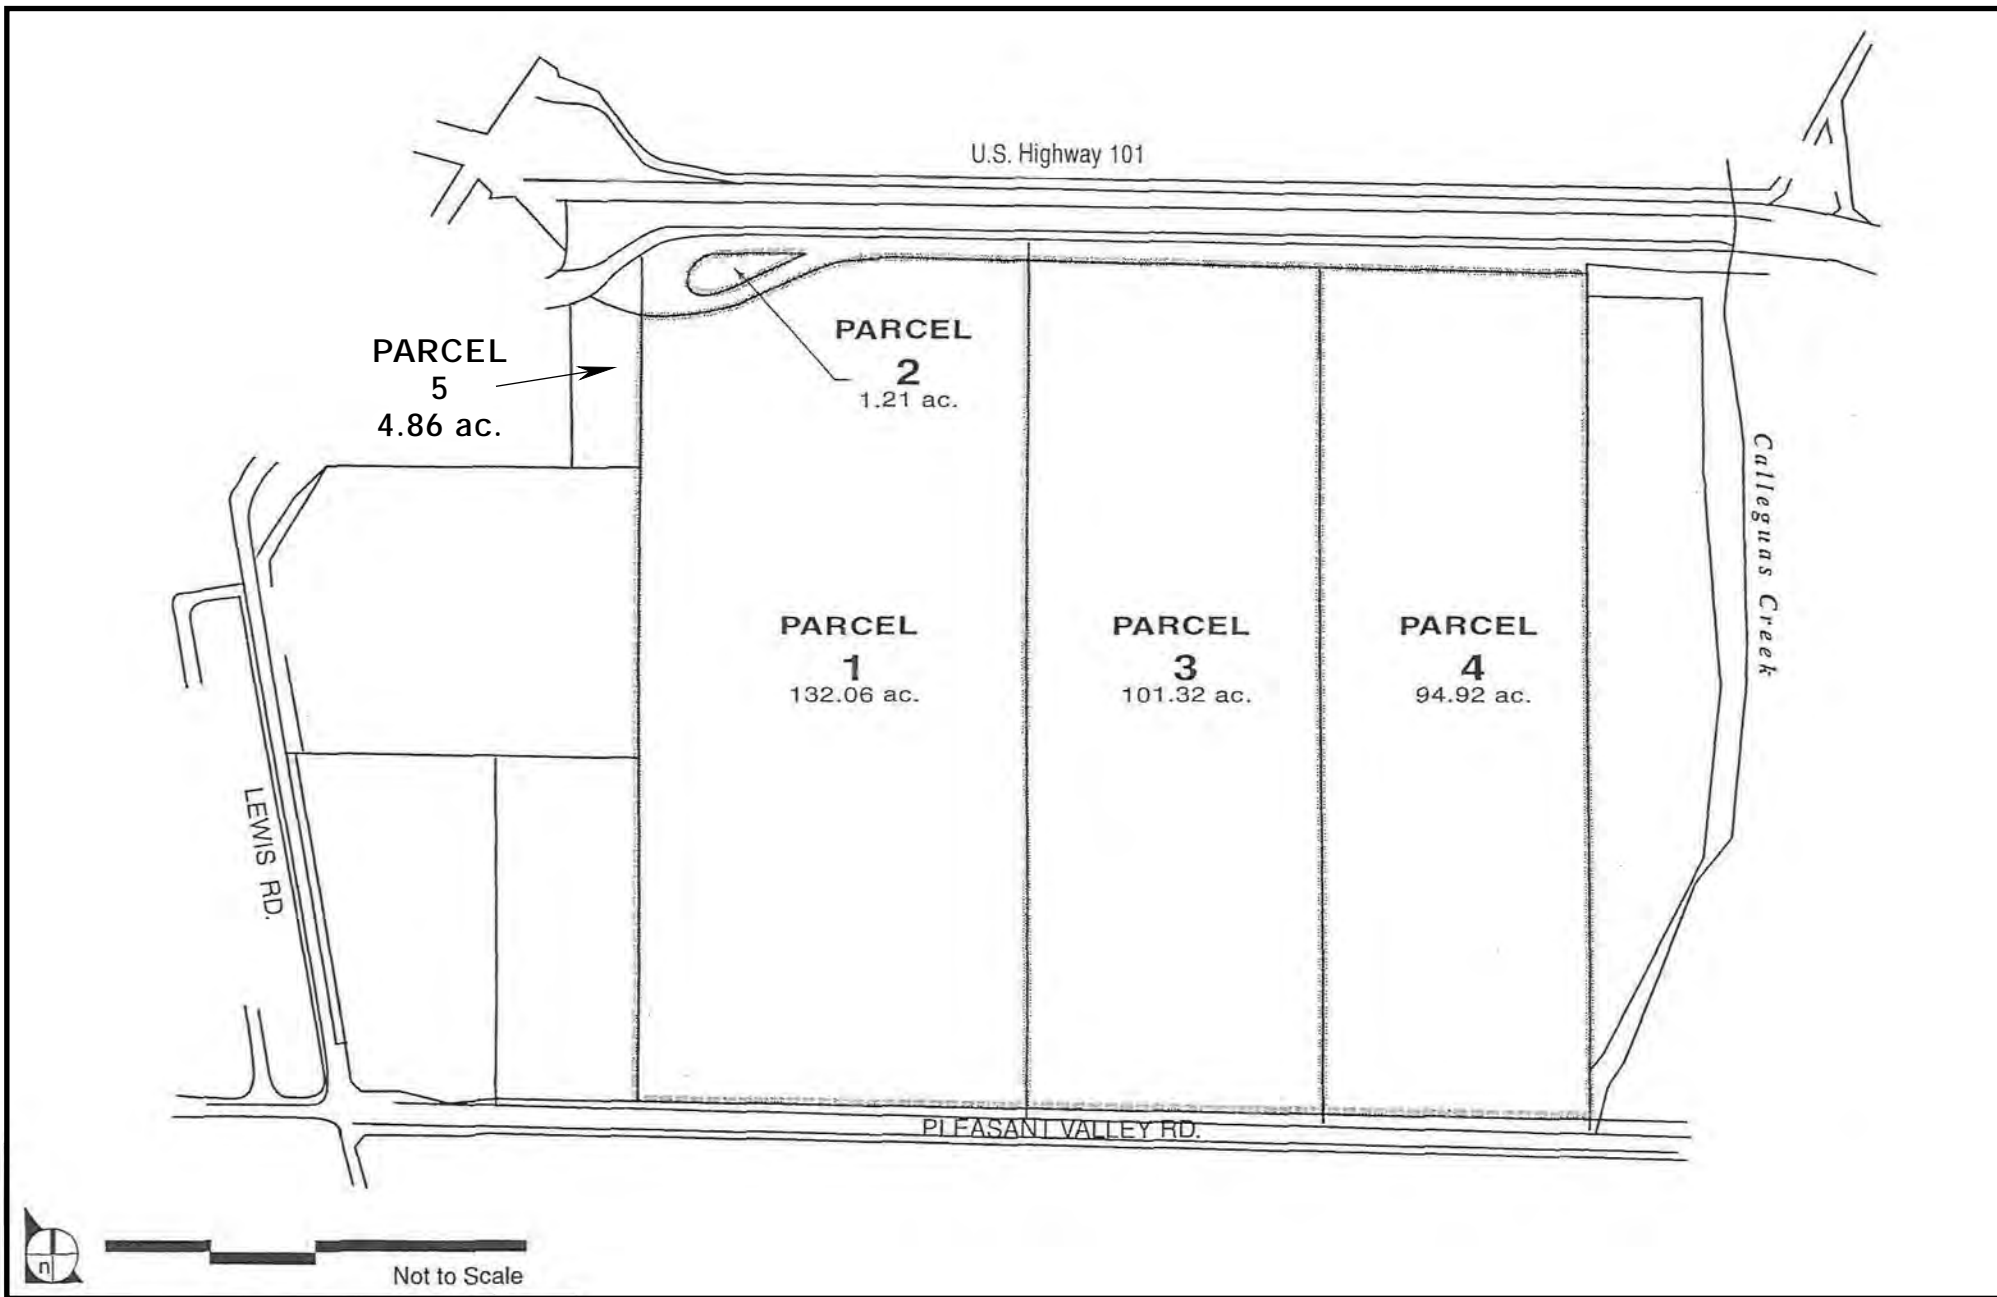 U.S. Highway 101
PARCEL
2
1.21 ac.
PARCEL
5
4.86 ac.
Calleguas Creek
PARCEL
1
132.06 ac.
PARCEL
3
101.32 ac.
PARCEL
4
94.92 ac.
LEWIS RD.
PLEASANT VALLEY RD.
n
Not to Scale